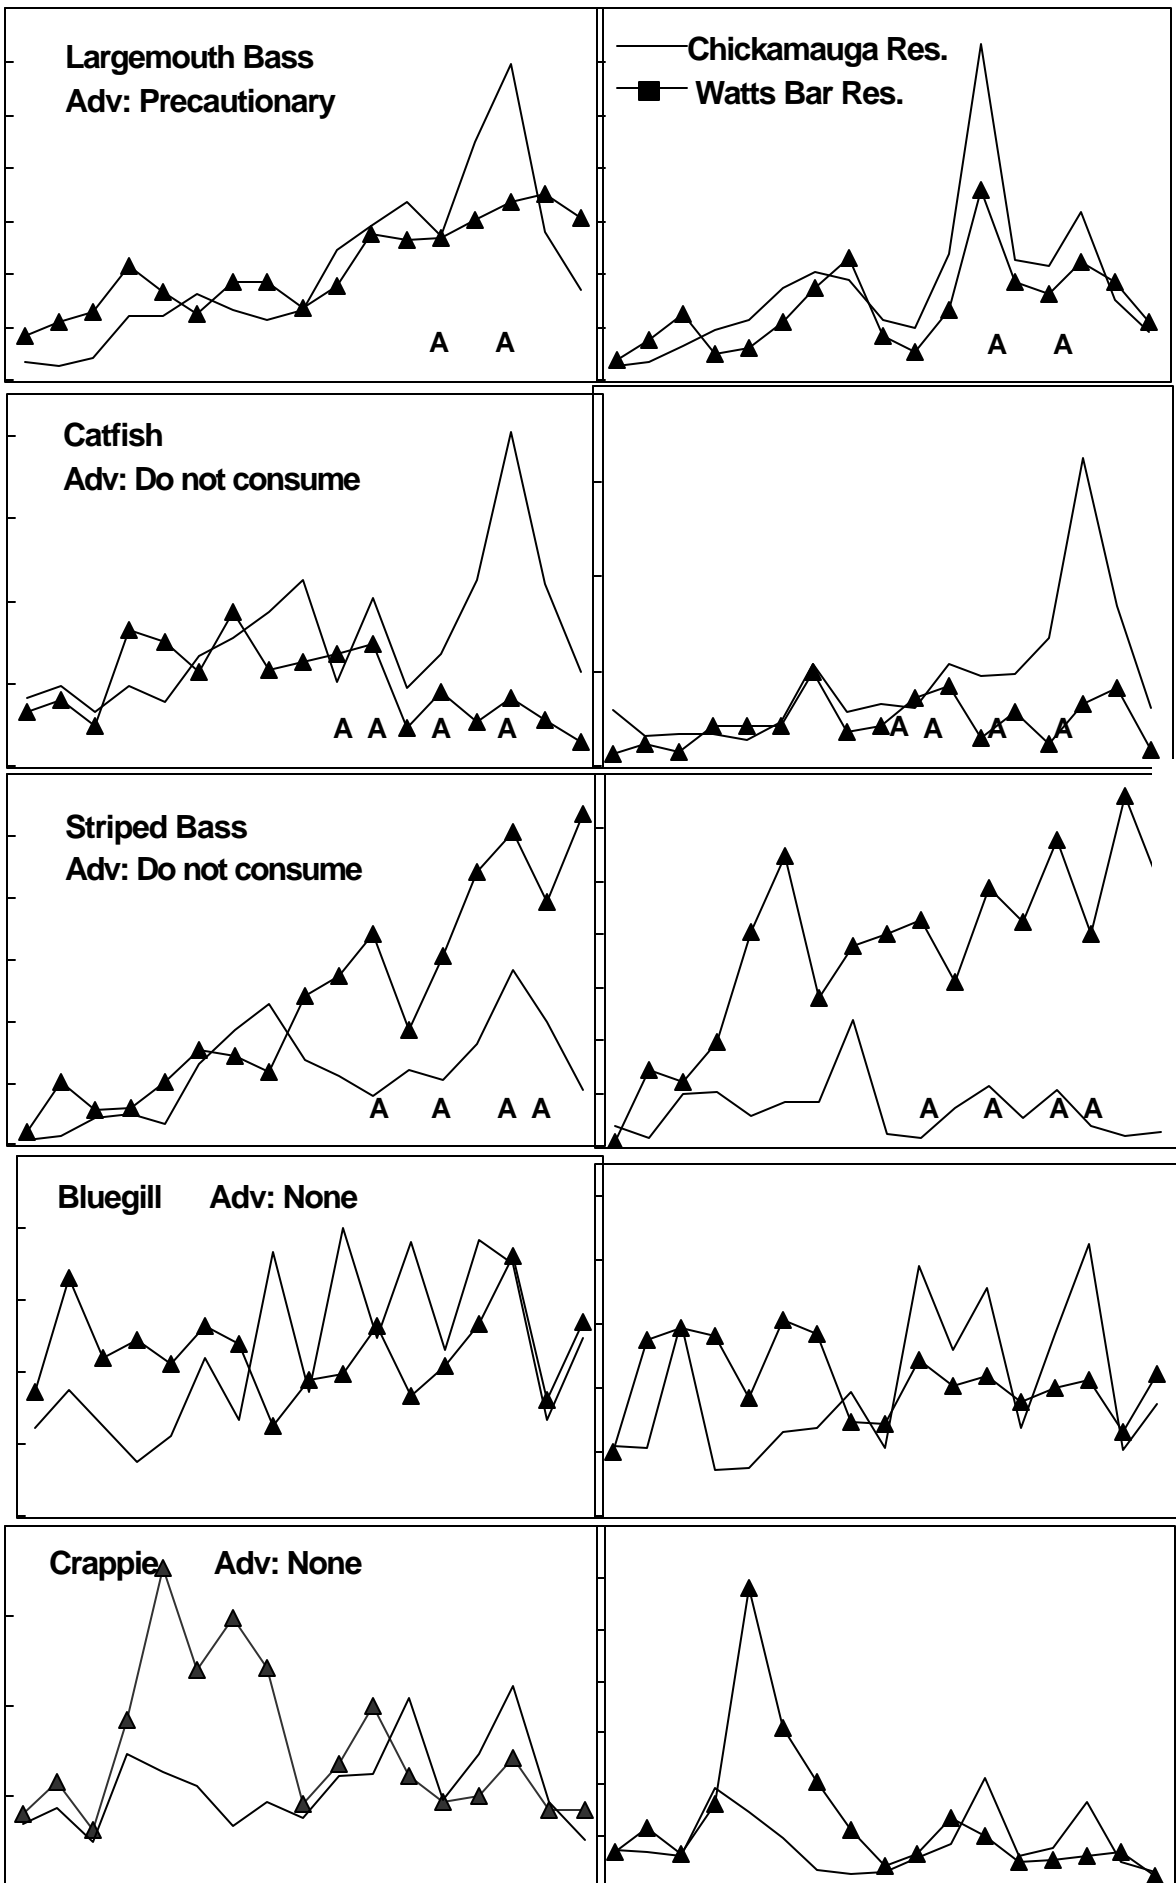 Largemouth Bass
Adv: Precautionary
A A
Chickamauga Res.
Watts Bar Res.
A A
Catfish
Adv: Do not consume
A A A A
A A A A
Striped Bass
Adv: Do not consume
A A A A
A A A A
Bluegill Adv: None
Crappie Adv: None